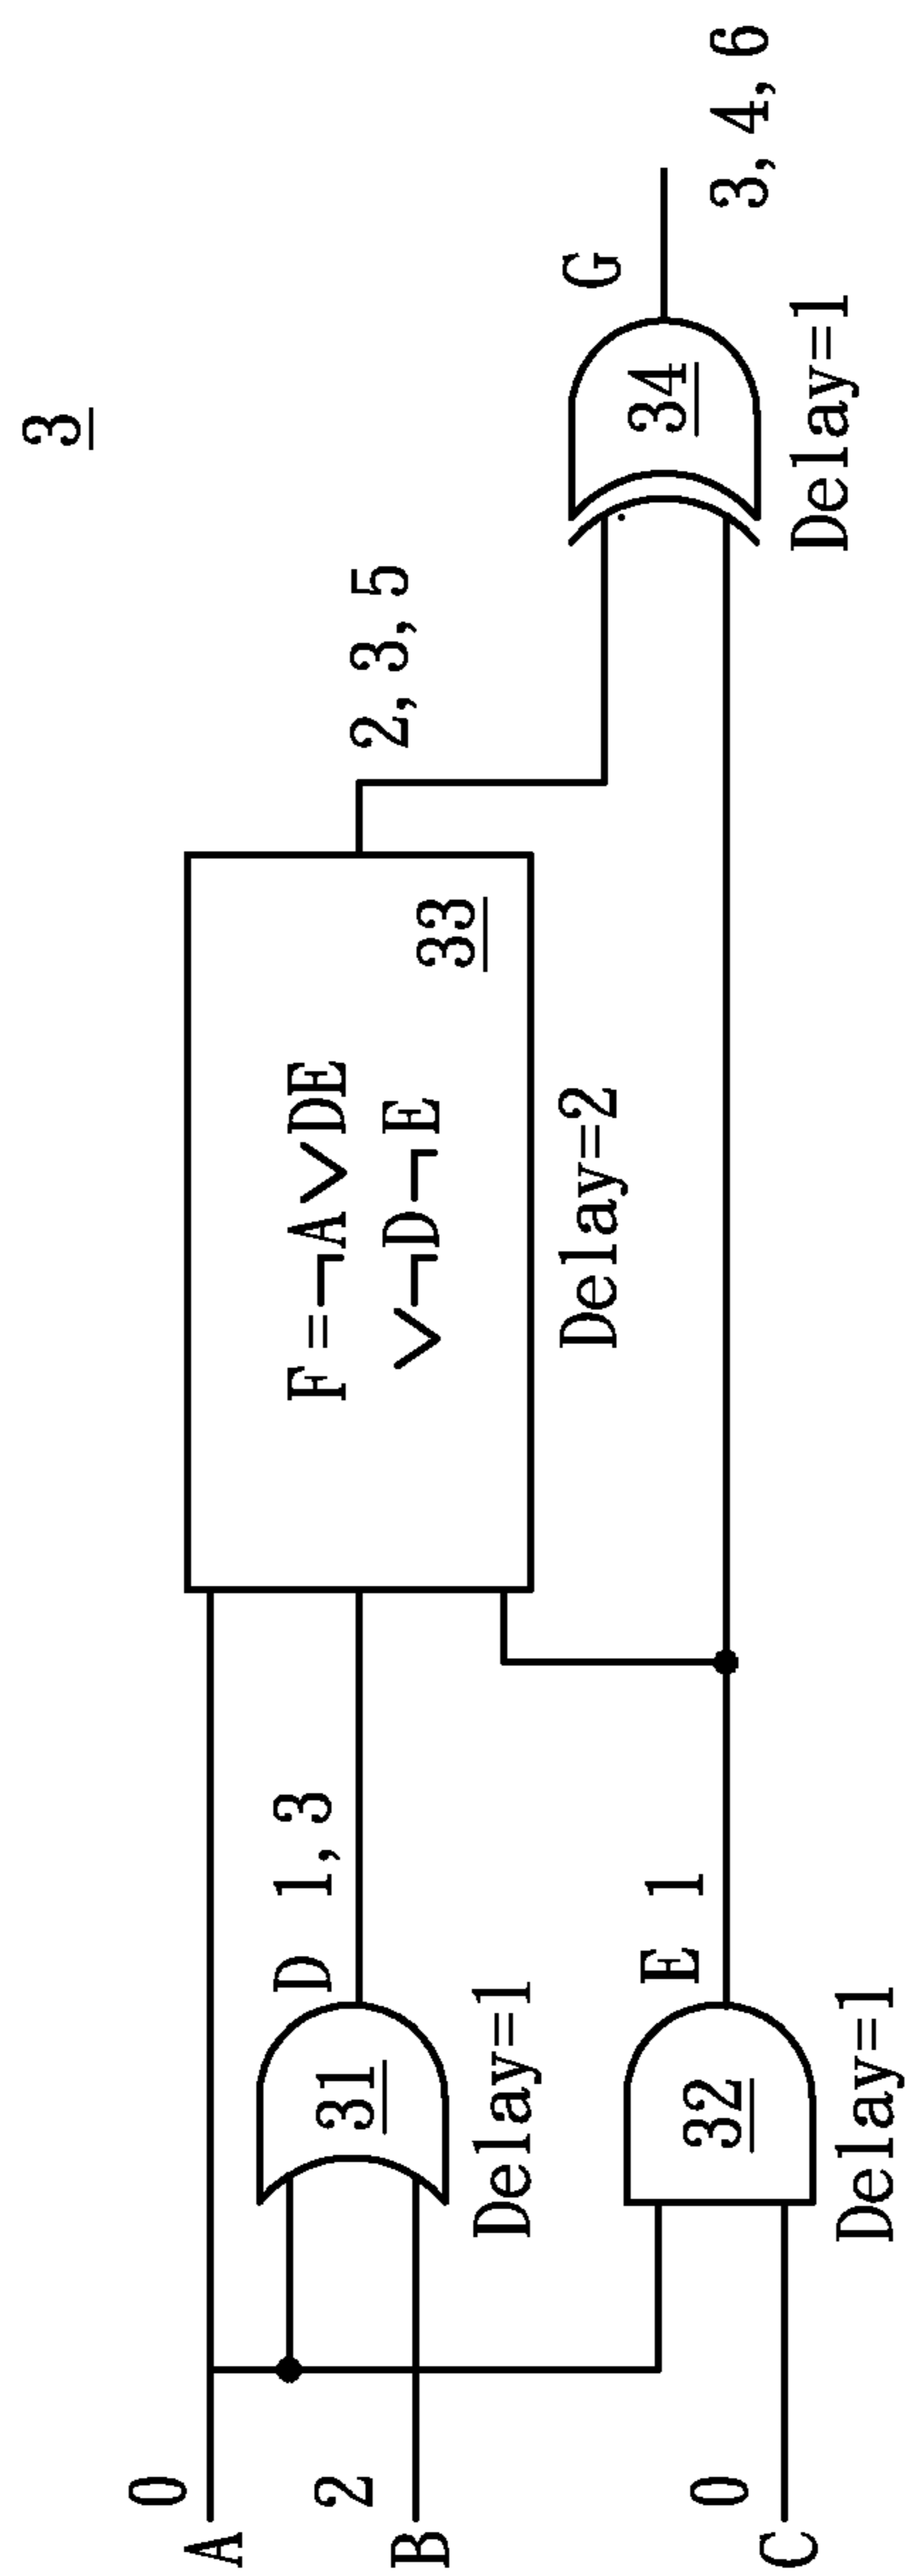 3
A 0
B 2
C 0
D 1, 3
31
Delay=1
E 1
32
Delay=1
F=¬A∨DE
∨¬D¬E
33
Delay=2
2, 3, 5
34
Delay=1
G
3, 4, 6